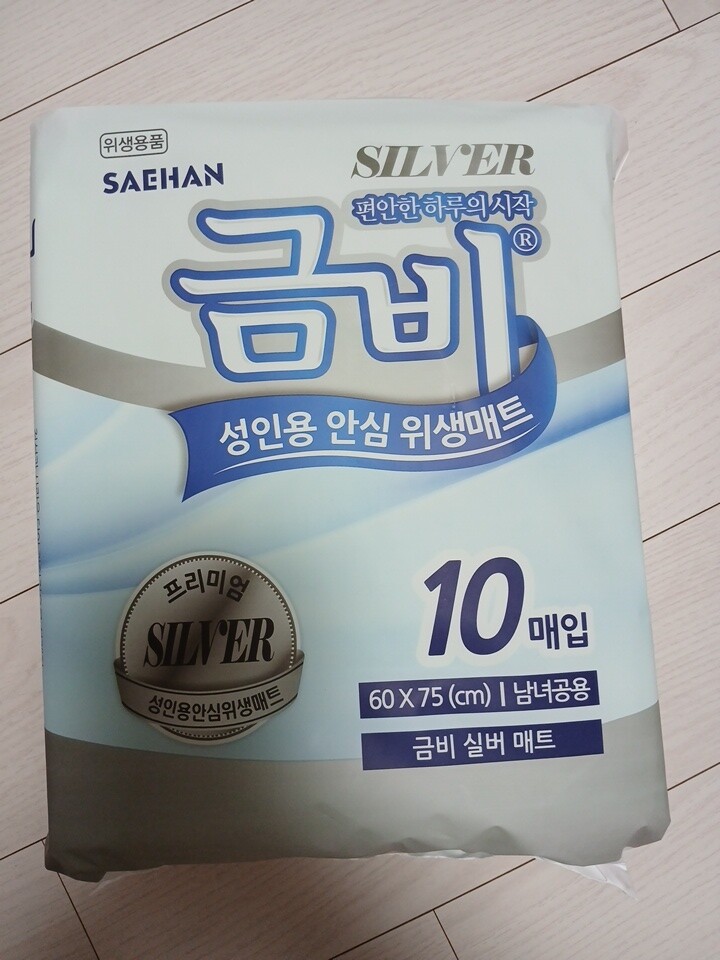 위생용품
SAEHAN
SILVER
편안한 하루의 시작
금비®
성인용 안심 위생매트
프리미엄
SILVER
성인용안심위생매트
10매입
60 X 75 (cm) | 남녀공용
금비 실버 매트